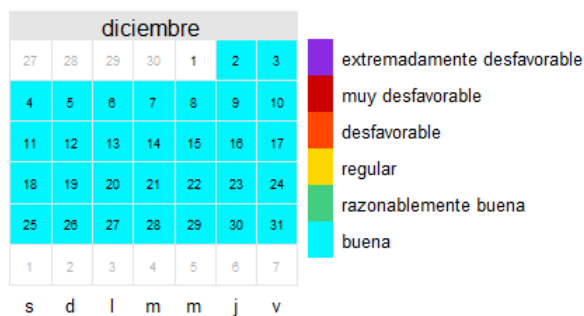 diciembre
27 28 29 30 1 2 3
4 5 6 7 8 9 10
11 12 13 14 15 16 17
18 19 20 21 22 23 24
25 26 27 28 29 30 31
1 2 3 4 5 6 7
s d l m m j v
extremadamente desfavorable
muy desfavorable
desfavorable
regular
razonablemente buena
buena